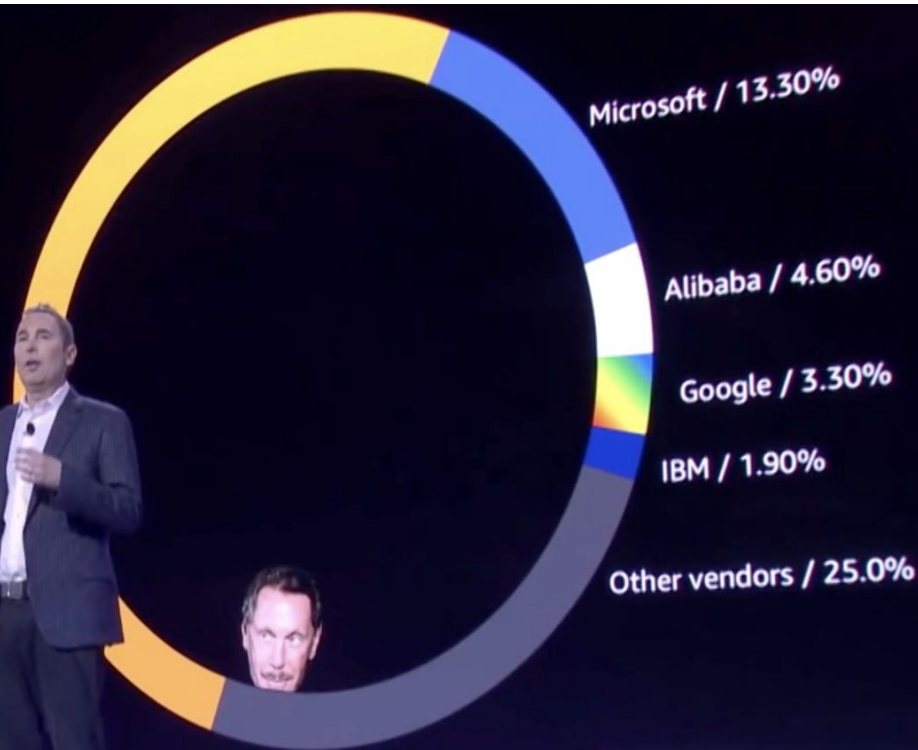 Microsoft / 13.30%
Alibaba / 4.60%
Google / 3.30%
IBM / 1.90%
Other vendors / 25.0%